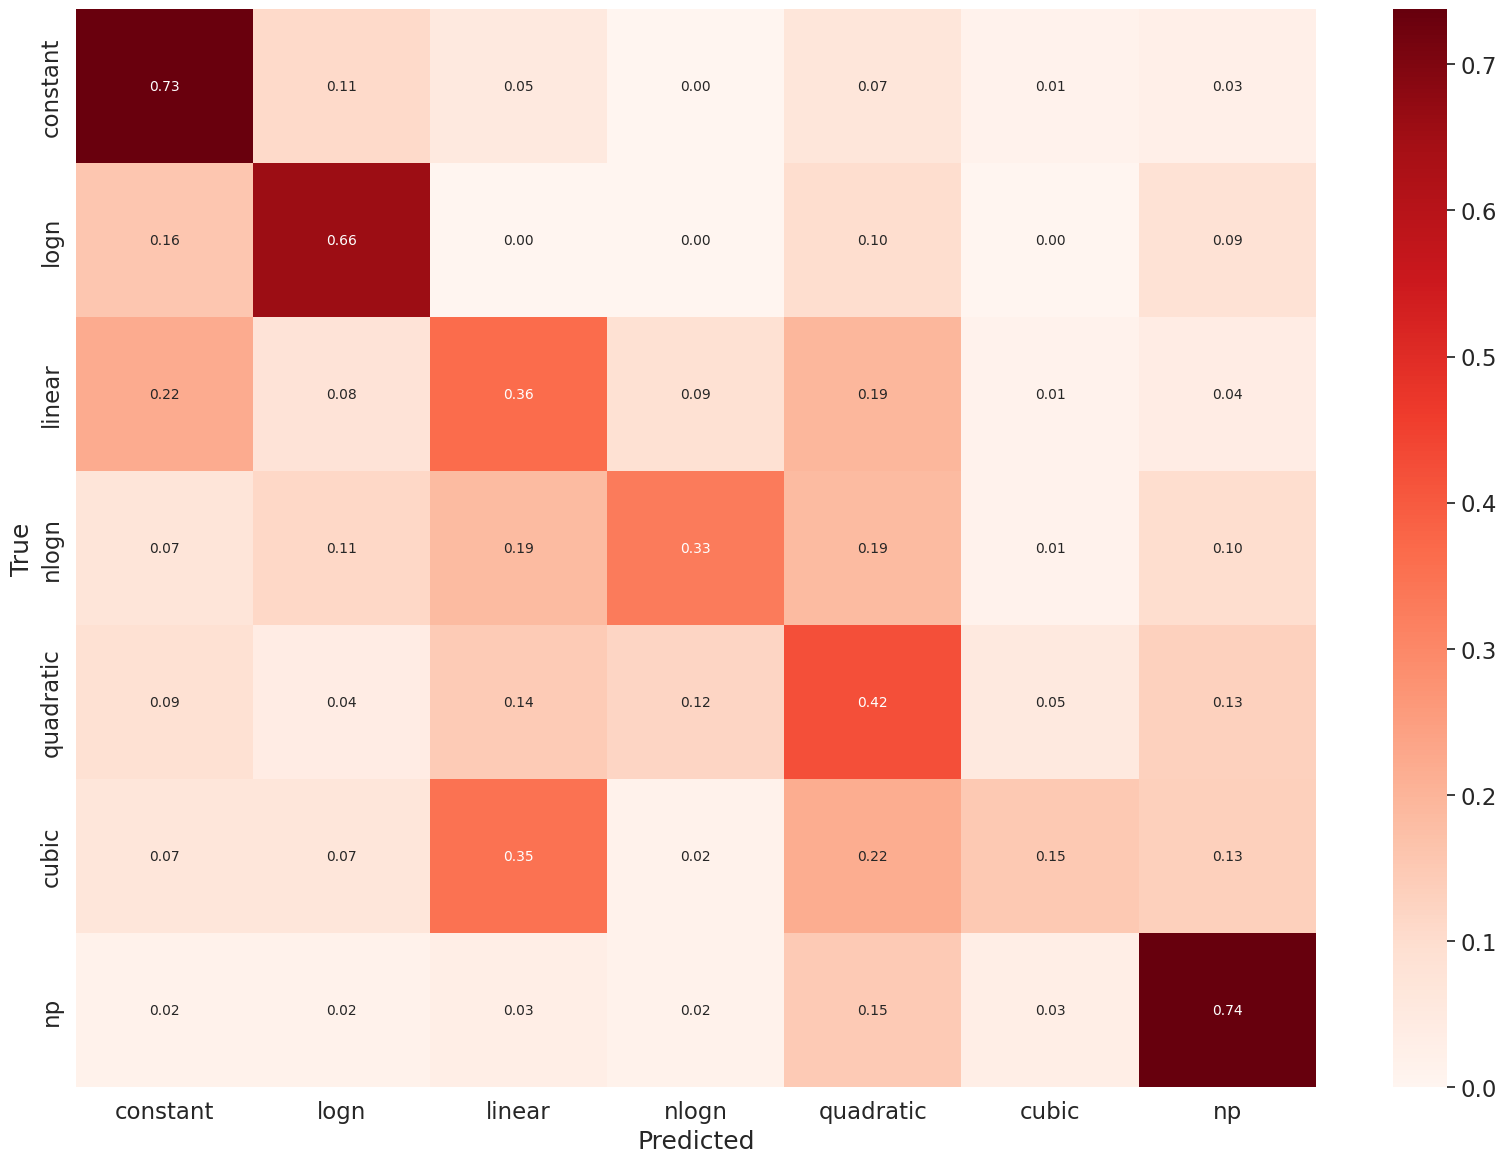 constant 0.73 0.11 0.05 0.00 0.07 0.01 0.03
logn 0.16 0.66 0.00 0.00 0.10 0.00 0.09
linear 0.22 0.08 0.36 0.09 0.19 0.01 0.04
nlogn 0.07 0.11 0.19 0.33 0.19 0.01 0.10
quadratic 0.09 0.04 0.14 0.12 0.42 0.05 0.13
cubic 0.07 0.07 0.35 0.02 0.22 0.15 0.13
np 0.02 0.02 0.03 0.02 0.15 0.03 0.74
True
constant logn linear nlogn quadratic cubic np
Predicted
0.7
0.6
0.5
0.4
0.3
0.2
0.1
0.0